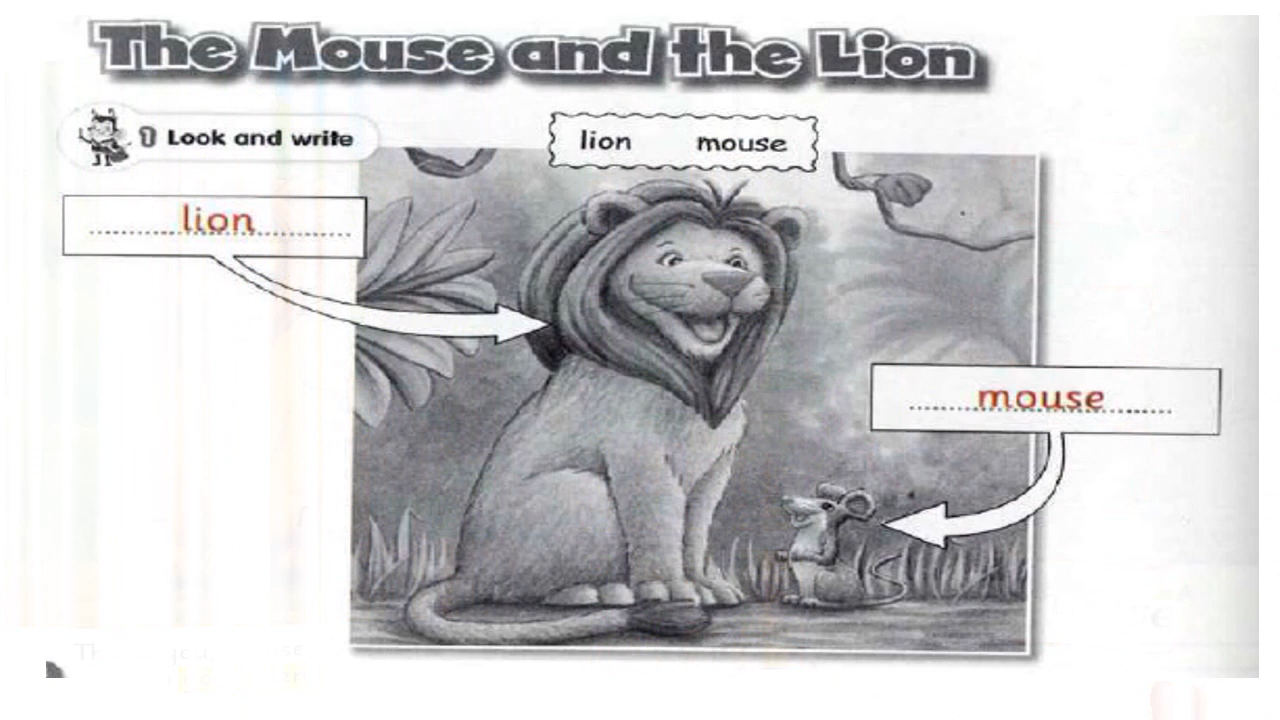 The Mouse and the Lion
1 Look and write
lion mouse
lion
mouse